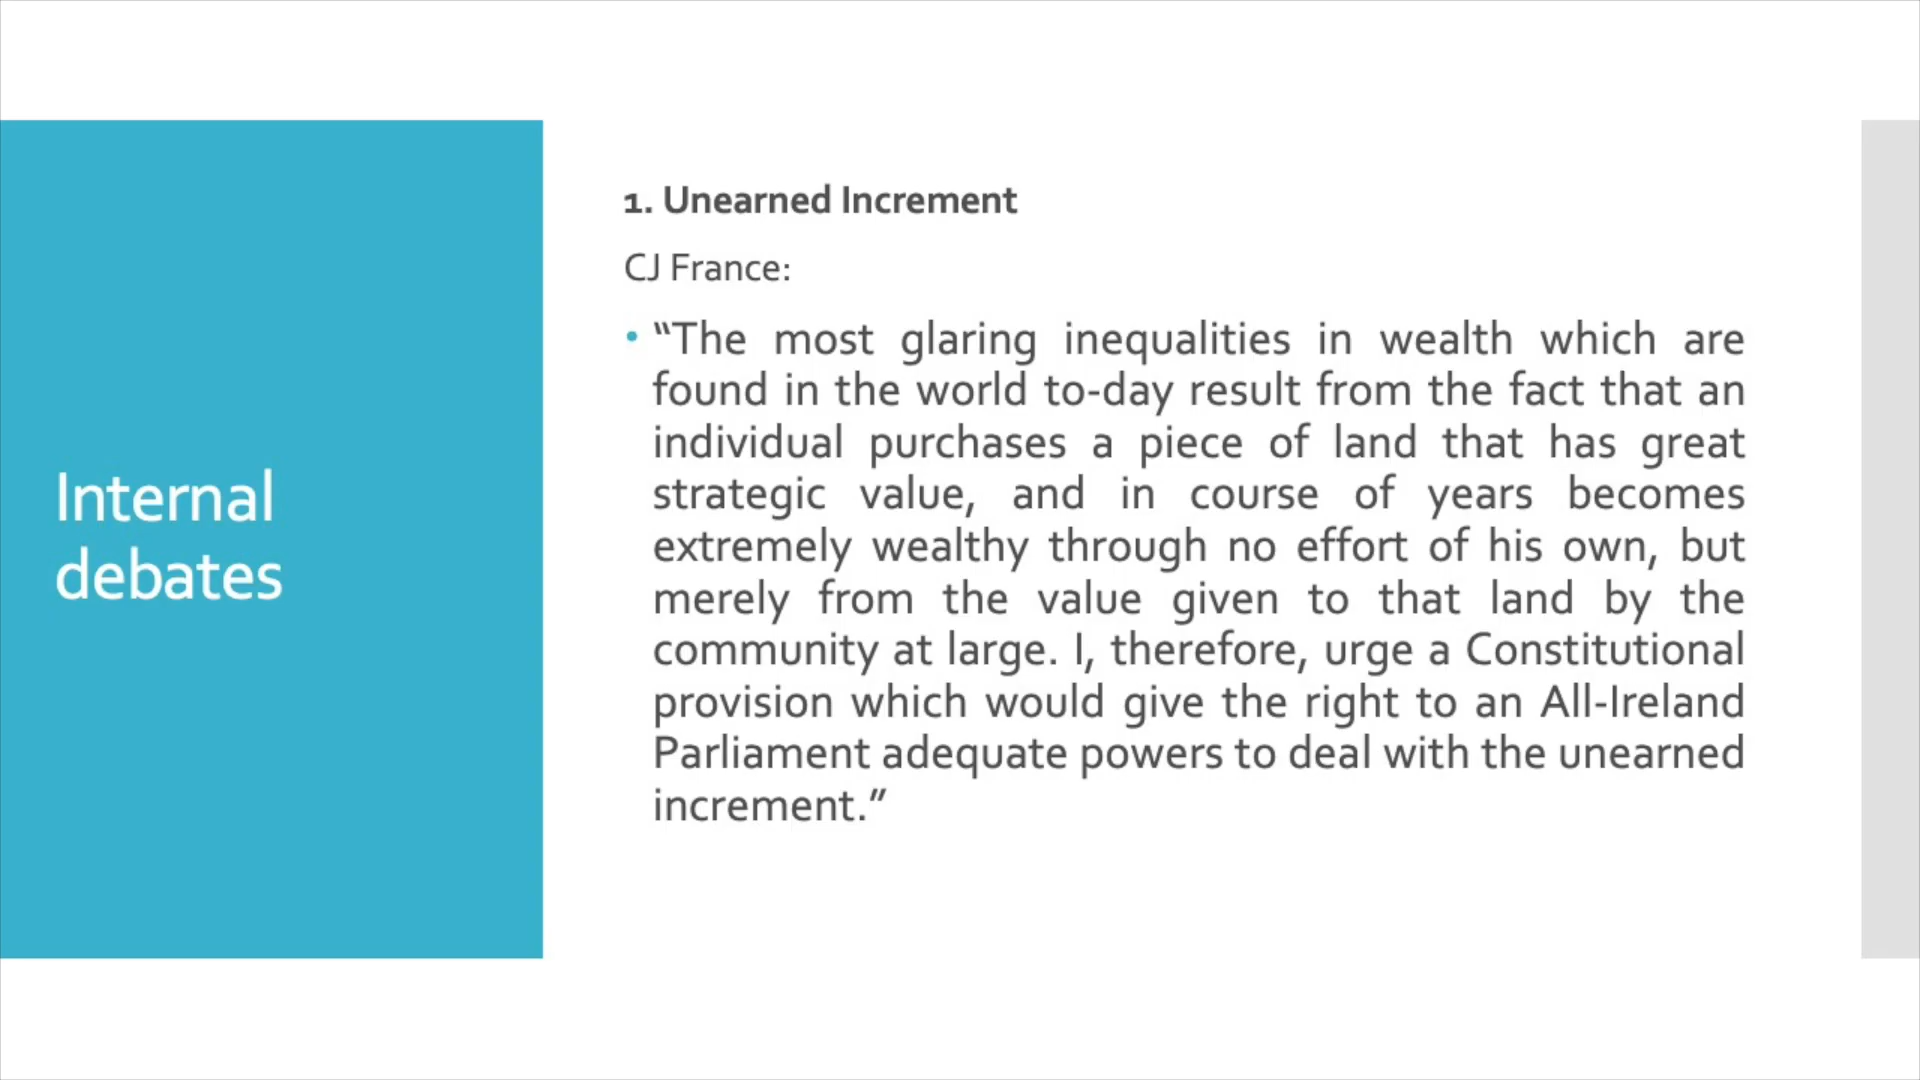 Internal
debates
1. Unearned Increment
CJ France:
• “The most glaring inequalities in wealth which are
found in the world to-day result from the fact that an
individual purchases a piece of land that has great
strategic value, and in course of years becomes
extremely wealthy through no effort of his own, but
merely from the value given to that land by the
community at large. I, therefore, urge a Constitutional
provision which would give the right to an All-Ireland
Parliament adequate powers to deal with the unearned
increment.”